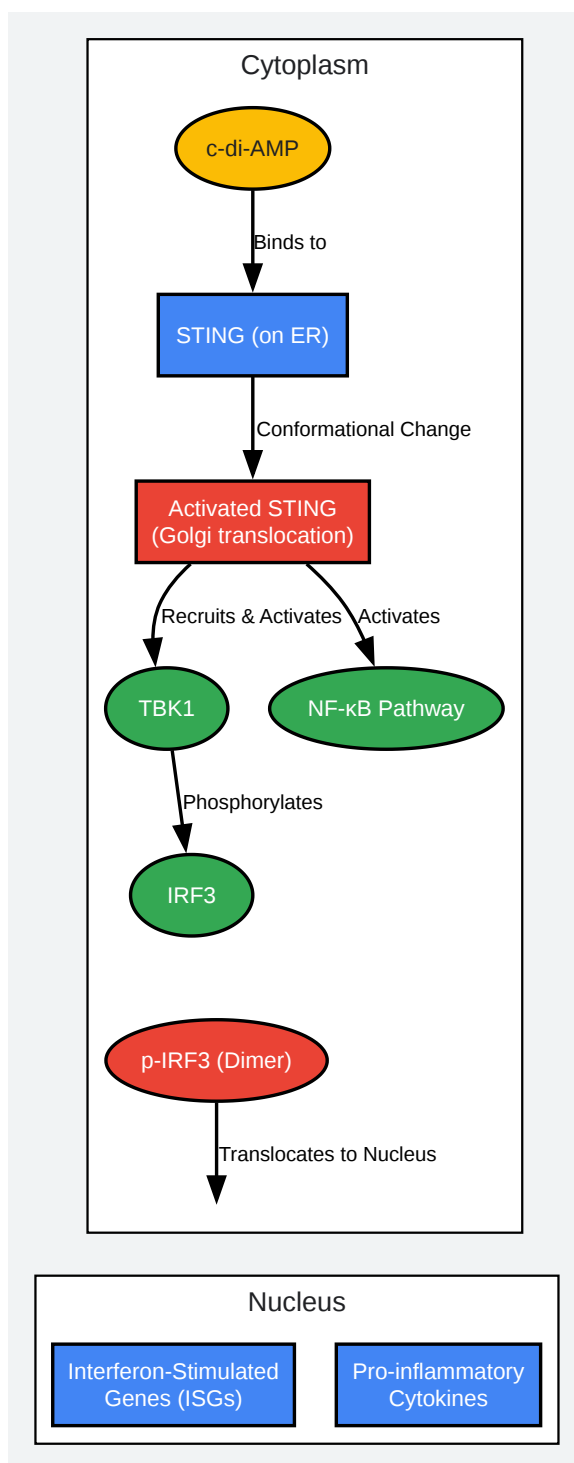 Cytoplasm
c-di-AMP
Binds to
STING (on ER)
Conformational Change
Activated STING
(Golgi translocation)
Recruits & Activates
Activates
TBK1
NF-κB Pathway
Phosphorylates
IRF3
p-IRF3 (Dimer)
Translocates to Nucleus
Nucleus
Interferon-Stimulated
Genes (ISGs)
Pro-inflammatory
Cytokines